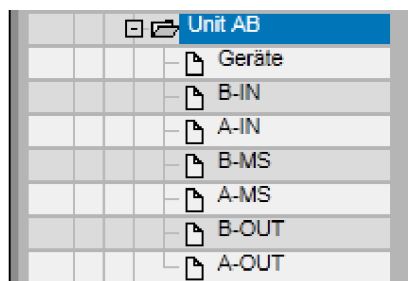 Unit AB
Geräte
B-IN
A-IN
B-MS
A-MS
B-OUT
A-OUT